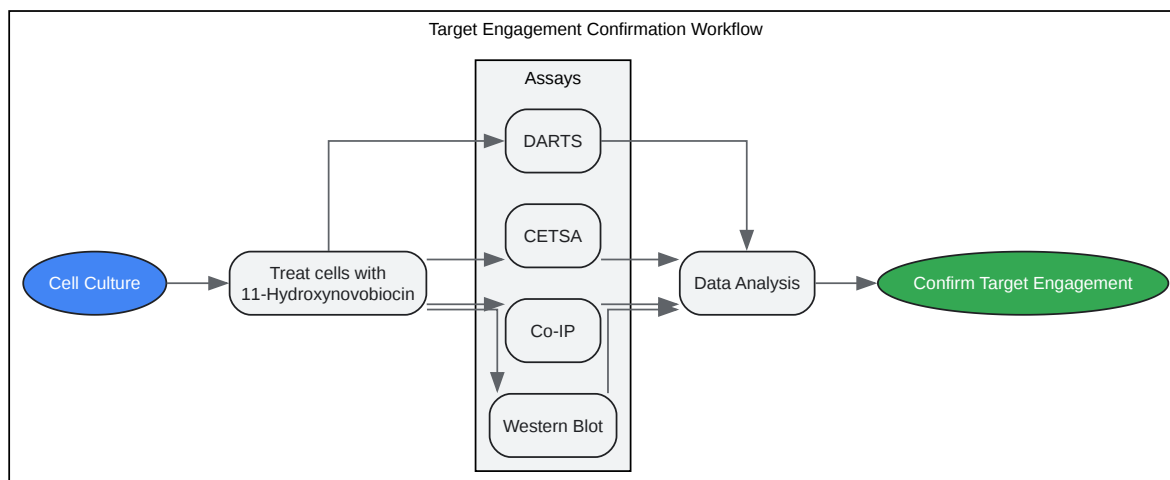 Target Engagement Confirmation Workflow
Assays
DARTS
CETSA
Cell Culture
Treat cells with
11-Hydroxynovobiocin
Data Analysis
Confirm Target Engagement
Co-IP
Western Blot